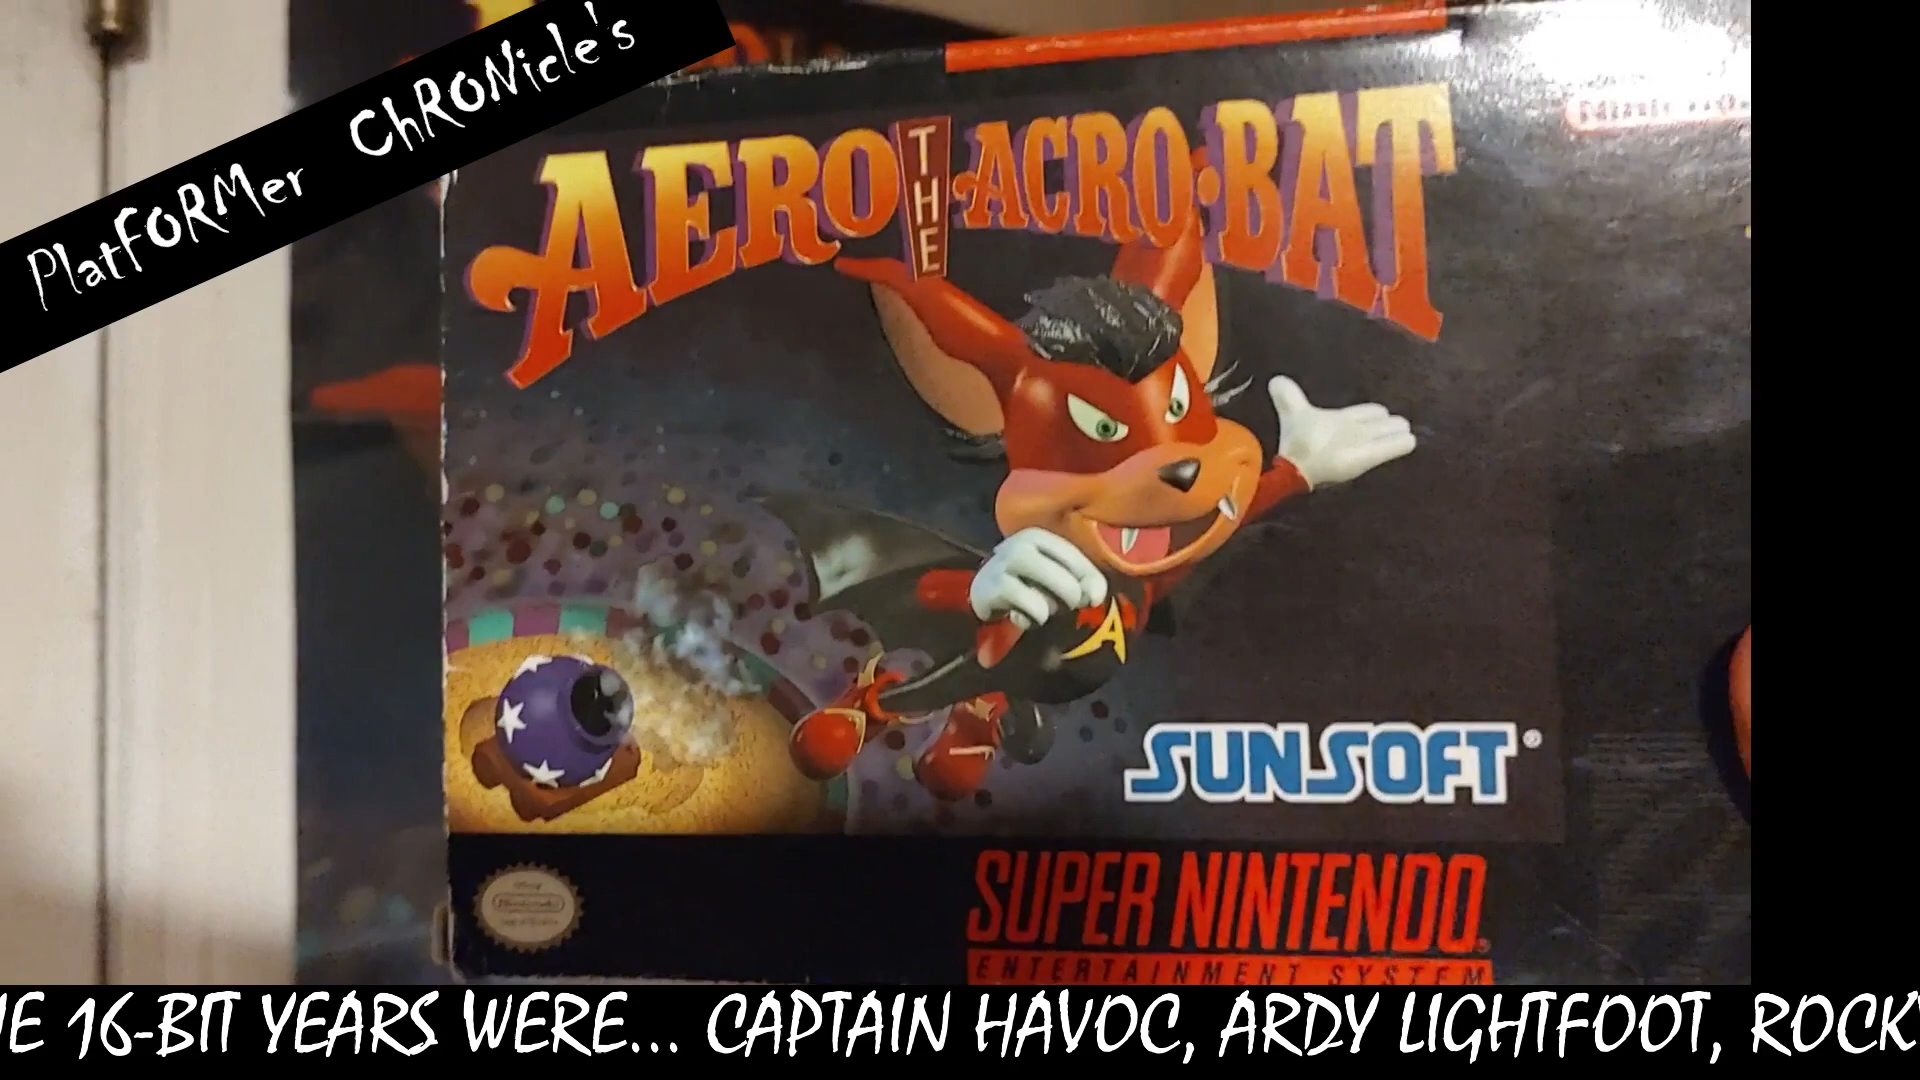 PlatFORMer ChRONicle's
AERO THE ACRO·BAT
SUNSOFT®
Nintendo
SUPER NINTENDO
ENTERTAINMENT SYSTEM
16-BIT YEARS WERE... CAPTAIN HAVOC, ARDY LIGHTFOOT, ROCK